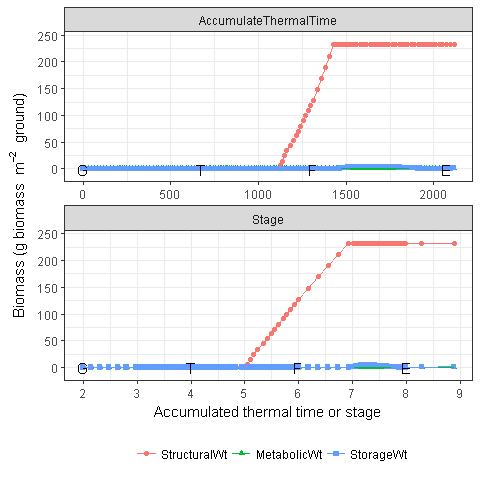 AccumulateThermalTime
250
200
150
100
50
0
G T F E
0 500 1000 1500 2000
Stage
250
200
150
100
50
0
G T F E
2 3 4 5 6 7 8 9
Biomass (g biomass m⁻² ground)
Accumulated thermal time or stage
StructuralWt MetabolicWt StorageWt